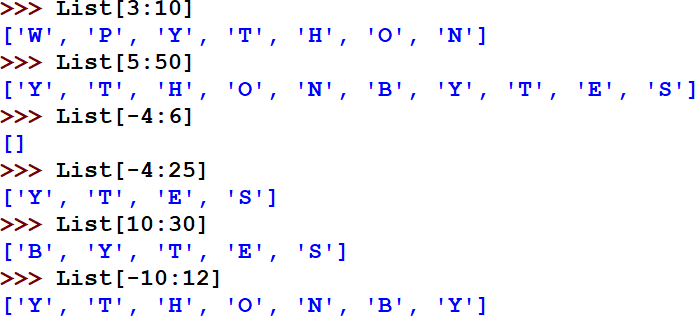 >>> List[3:10]
['W', 'P', 'Y', 'T', 'H', 'O', 'N']
>>> List[5:50]
['Y', 'T', 'H', 'O', 'N', 'B', 'Y', 'T', 'E', 'S']
>>> List[-4:6]
[]
>>> List[-4:25]
['Y', 'T', 'E', 'S']
>>> List[10:30]
['B', 'Y', 'T', 'E', 'S']
>>> List[-10:12]
['Y', 'T', 'H', 'O', 'N', 'B', 'Y']